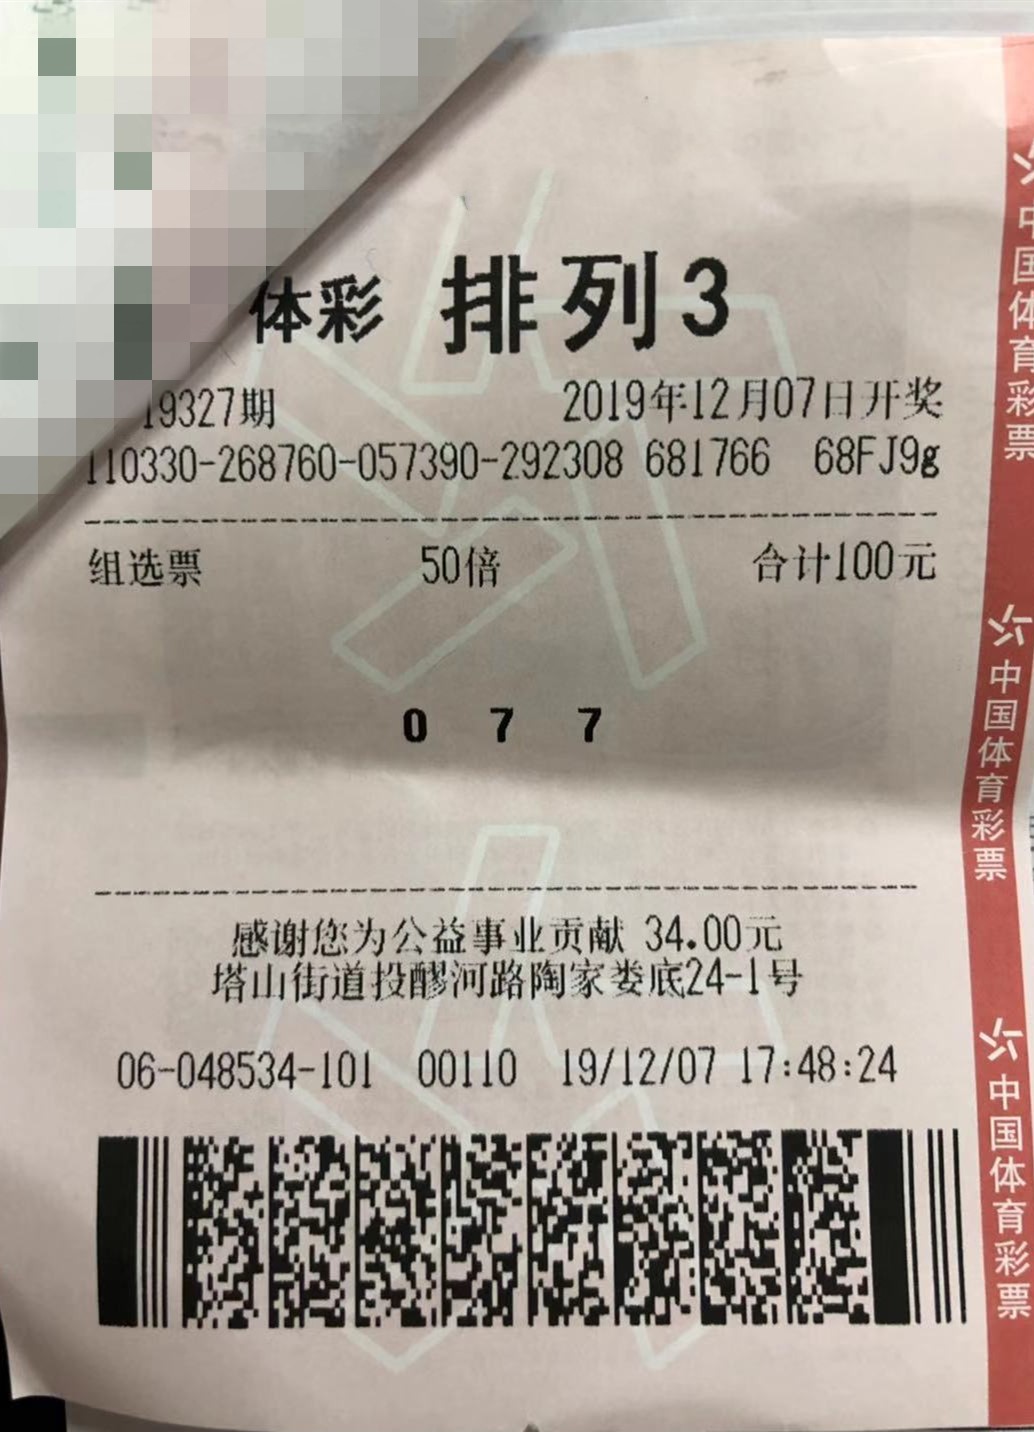 体彩 排列3
19327期 2019年12月07日开奖
110330-268760-057390-292308 681766 68FJ9g
组选票 50倍 合计100元
0 7 7
感谢您为公益事业贡献 34.00元
塔山街道投醪河路陶家娄底24-1号
06-048534-101 00110 19/12/07 17:48:24
中国体育彩票
中国体育彩票
中国体育彩票